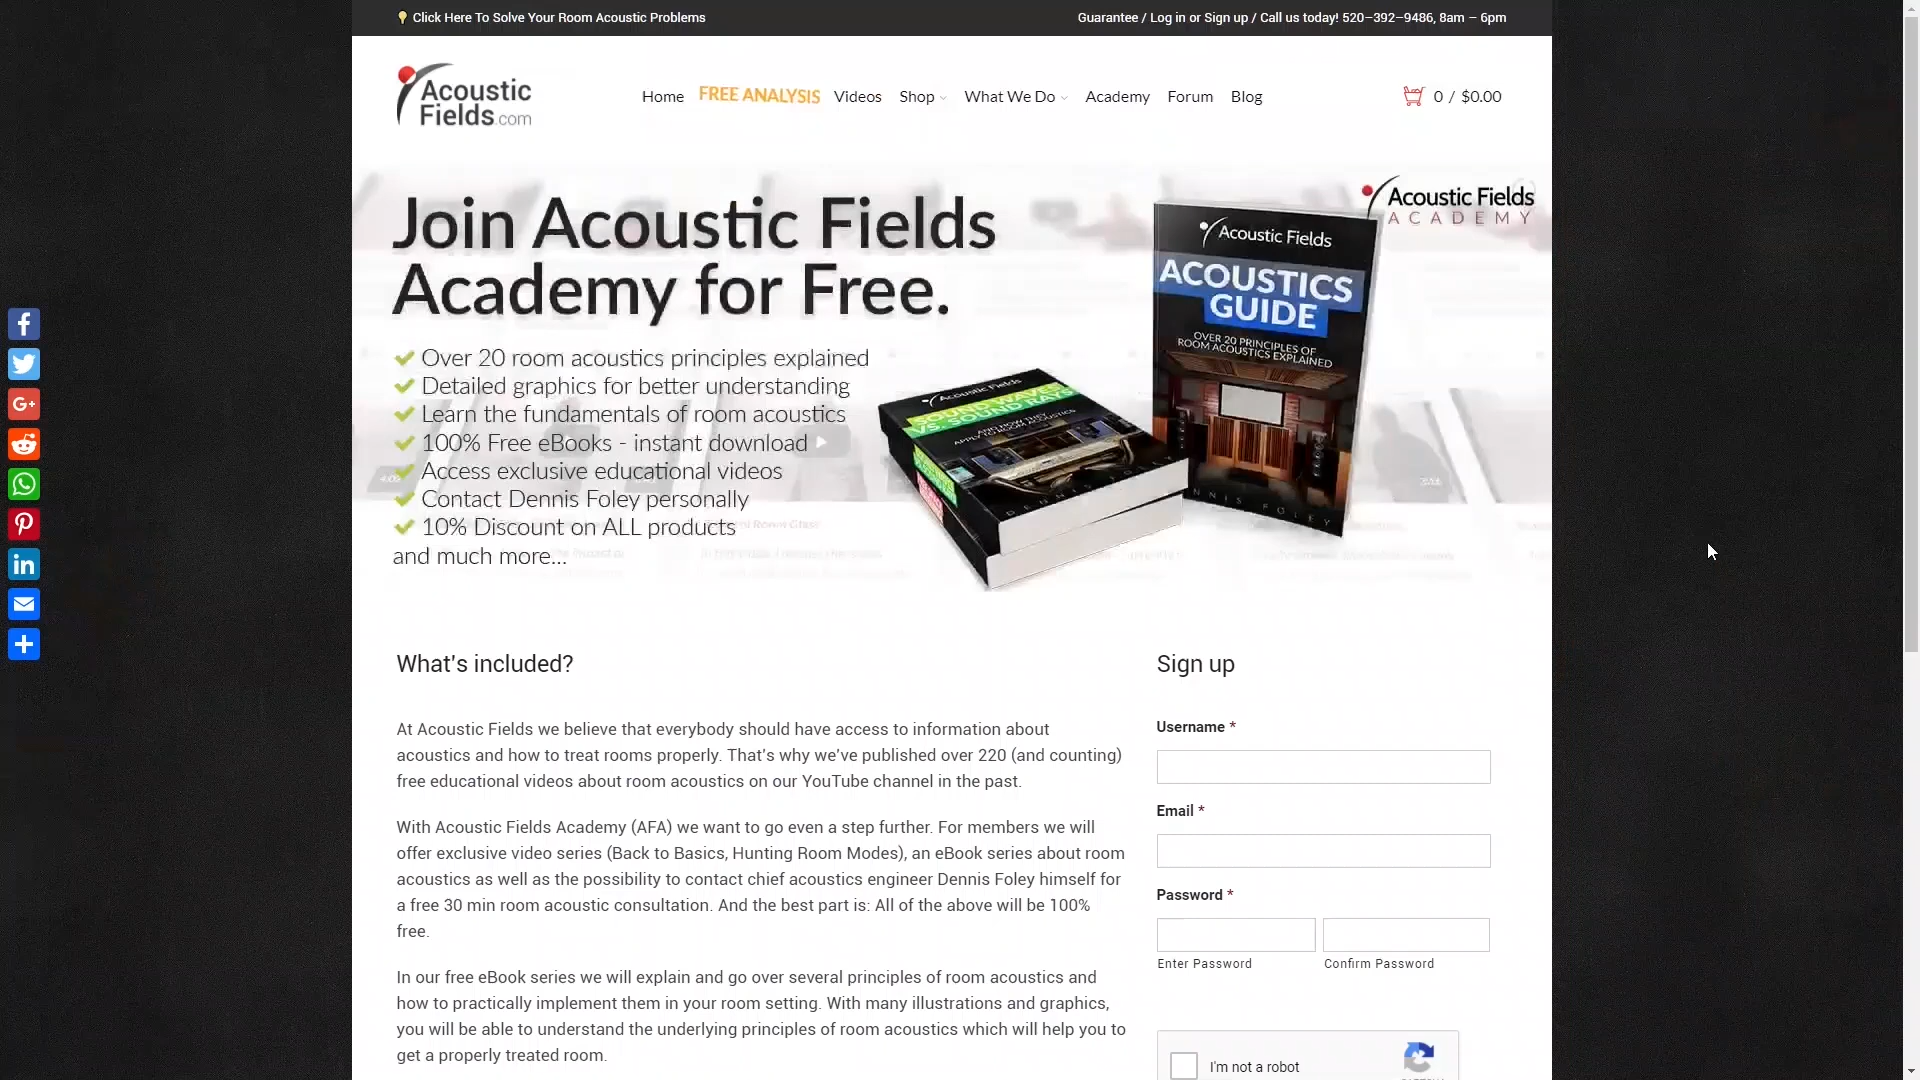 Click Here To Solve Your Room Acoustic Problems
Guarantee / Log in or Sign up / Call us today! 520–392–9486, 8am – 6pm
Acoustic
Fields.com
Home FREE ANALYSIS Videos Shop What We Do Academy Forum Blog
0 / $0.00
Join Acoustic Fields
Academy for Free.
Over 20 room acoustics principles explained
Detailed graphics for better understanding
Learn the fundamentals of room acoustics
100% Free eBooks - instant download
Access exclusive educational videos
Contact Dennis Foley personally
10% Discount on ALL products
and much more...
Acoustic Fields
ACADEMY
Acoustic Fields
ACOUSTICS
GUIDE
OVER 20 PRINCIPLES OF
ROOM ACOUSTICS EXPLAINED
Acoustic Fields
SOUND WAVES
VS. SOUND RAYS
AND HOW THEY
APPLY TO ROOM ACOUSTICS
What's included?
At Acoustic Fields we believe that everybody should have access to information about
acoustics and how to treat rooms properly. That's why we've published over 220 (and counting)
free educational videos about room acoustics on our YouTube channel in the past.
With Acoustic Fields Academy (AFA) we want to go even a step further. For members we will
offer exclusive video series (Back to Basics, Hunting Room Modes), an eBook series about room
acoustics as well as the possibility to contact chief acoustics engineer Dennis Foley himself for
a free 30 min room acoustic consultation. And the best part is: All of the above will be 100%
free.
In our free eBook series we will explain and go over several principles of room acoustics and
how to practically implement them in your room setting. With many illustrations and graphics,
you will be able to understand the underlying principles of room acoustics which will help you to
get a properly treated room.
Sign up
Username *
Email *
Password *
Enter Password Confirm Password
I'm not a robot